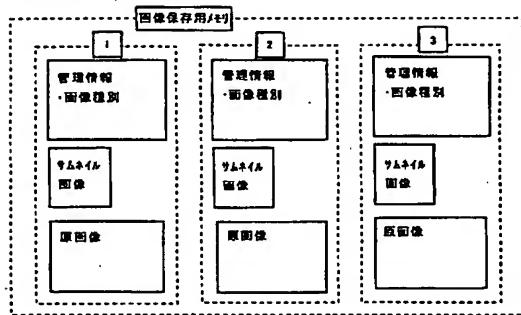 画像保存用メモリ
1
管理情報
・画像種別
サムネイル
画像
原画像
2
管理情報
・画像種別
サムネイル
画像
原画像
3
管理情報
・画像種別
サムネイル
画像
原画像